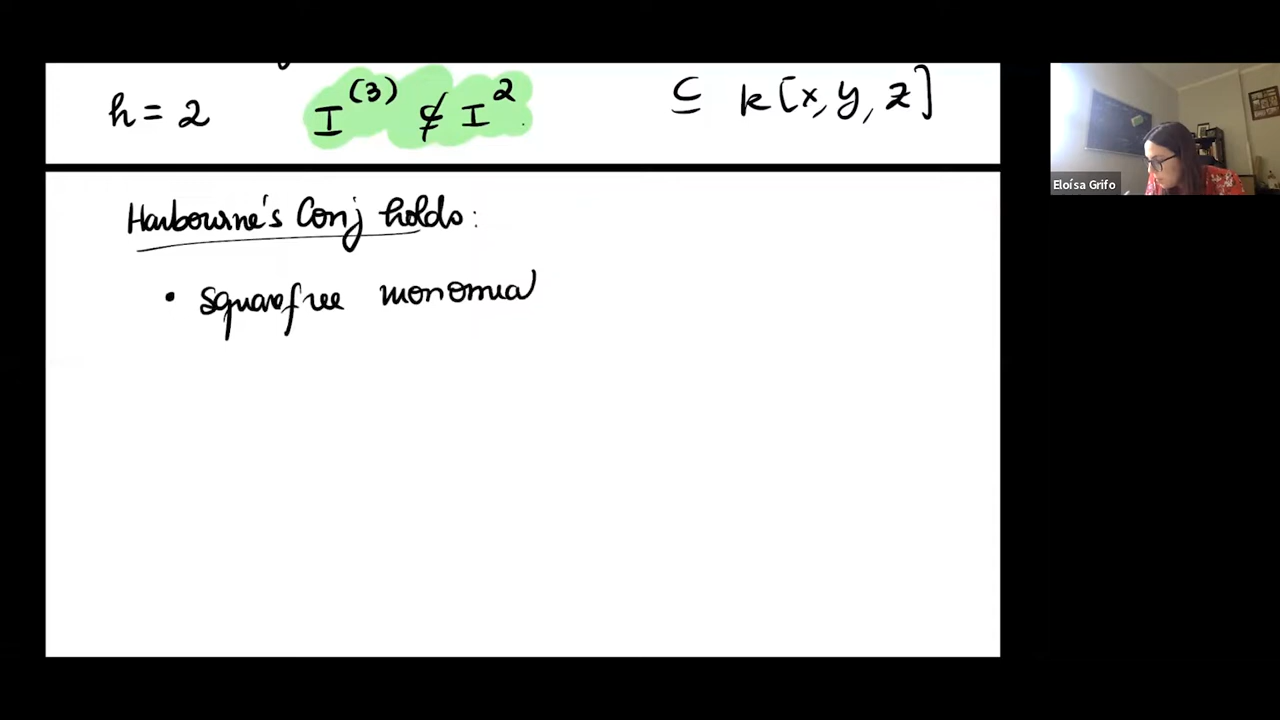 h = 2 I^(3) ⊄ I^2. ⊆ k[x, y, z]
Harbourne's Conj holds:
• squarefree monomial
Eloísa Grifo